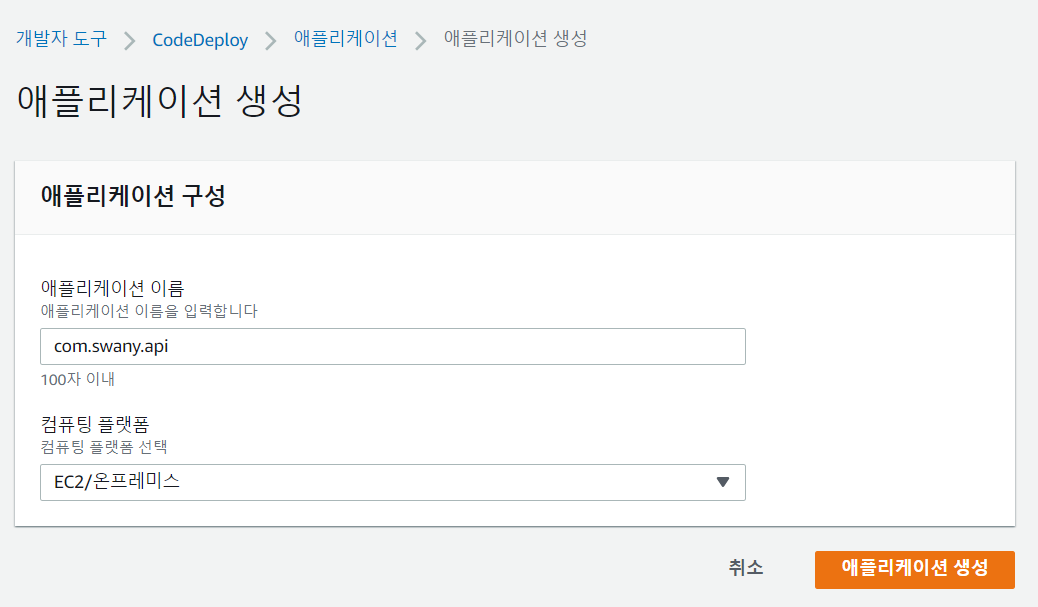 개발자 도구 > CodeDeploy > 애플리케이션 > 애플리케이션 생성
애플리케이션 생성
애플리케이션 구성
애플리케이션 이름
애플리케이션 이름을 입력합니다
com.swany.api
100자 이내
컴퓨팅 플랫폼
컴퓨팅 플랫폼 선택
EC2/온프레미스
취소 애플리케이션 생성